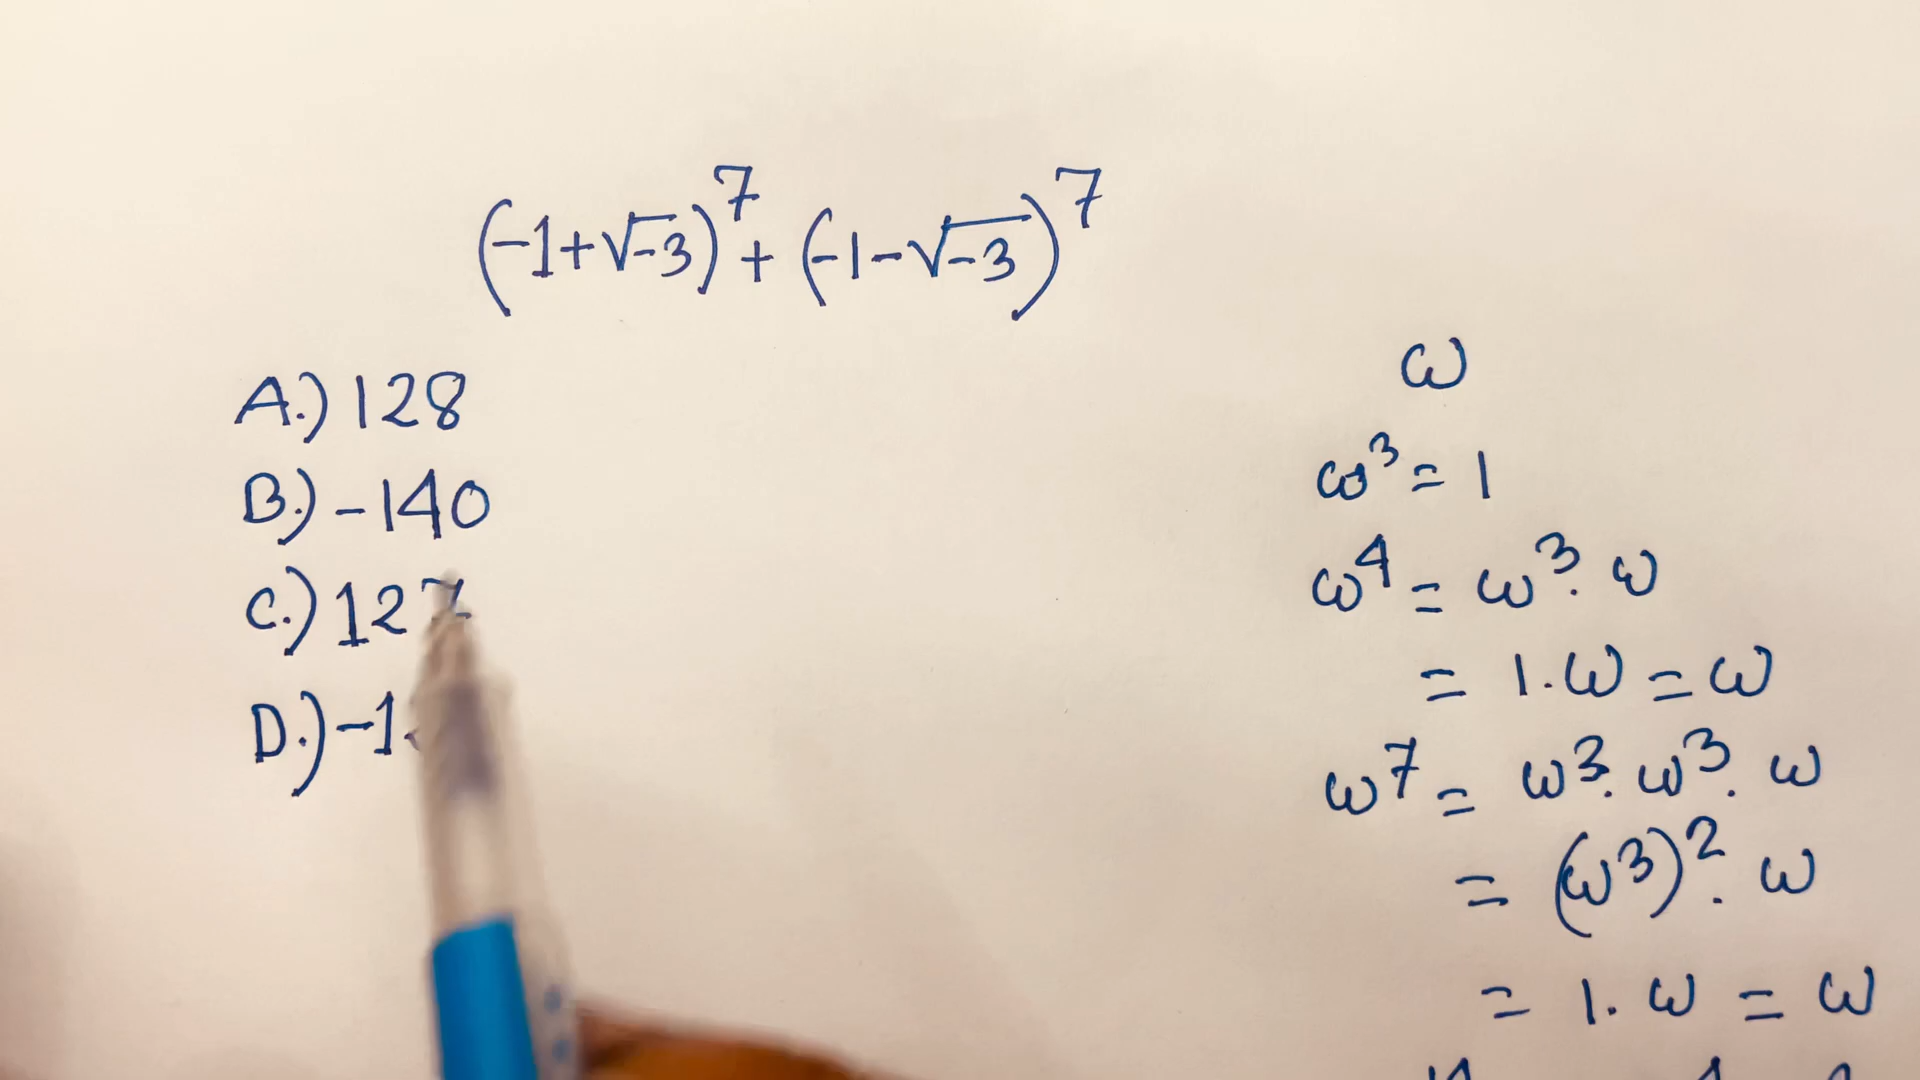 (-1+√-3)⁷ + (-1-√-3)⁷
A.) 128
B.) -140
C.) 127
D.) -1
ω
ω³ = 1
ω⁴ = ω³. ω
= 1.ω = ω
ω⁷ = ω³. ω³. ω
= (ω³)². ω
= 1. ω = ω